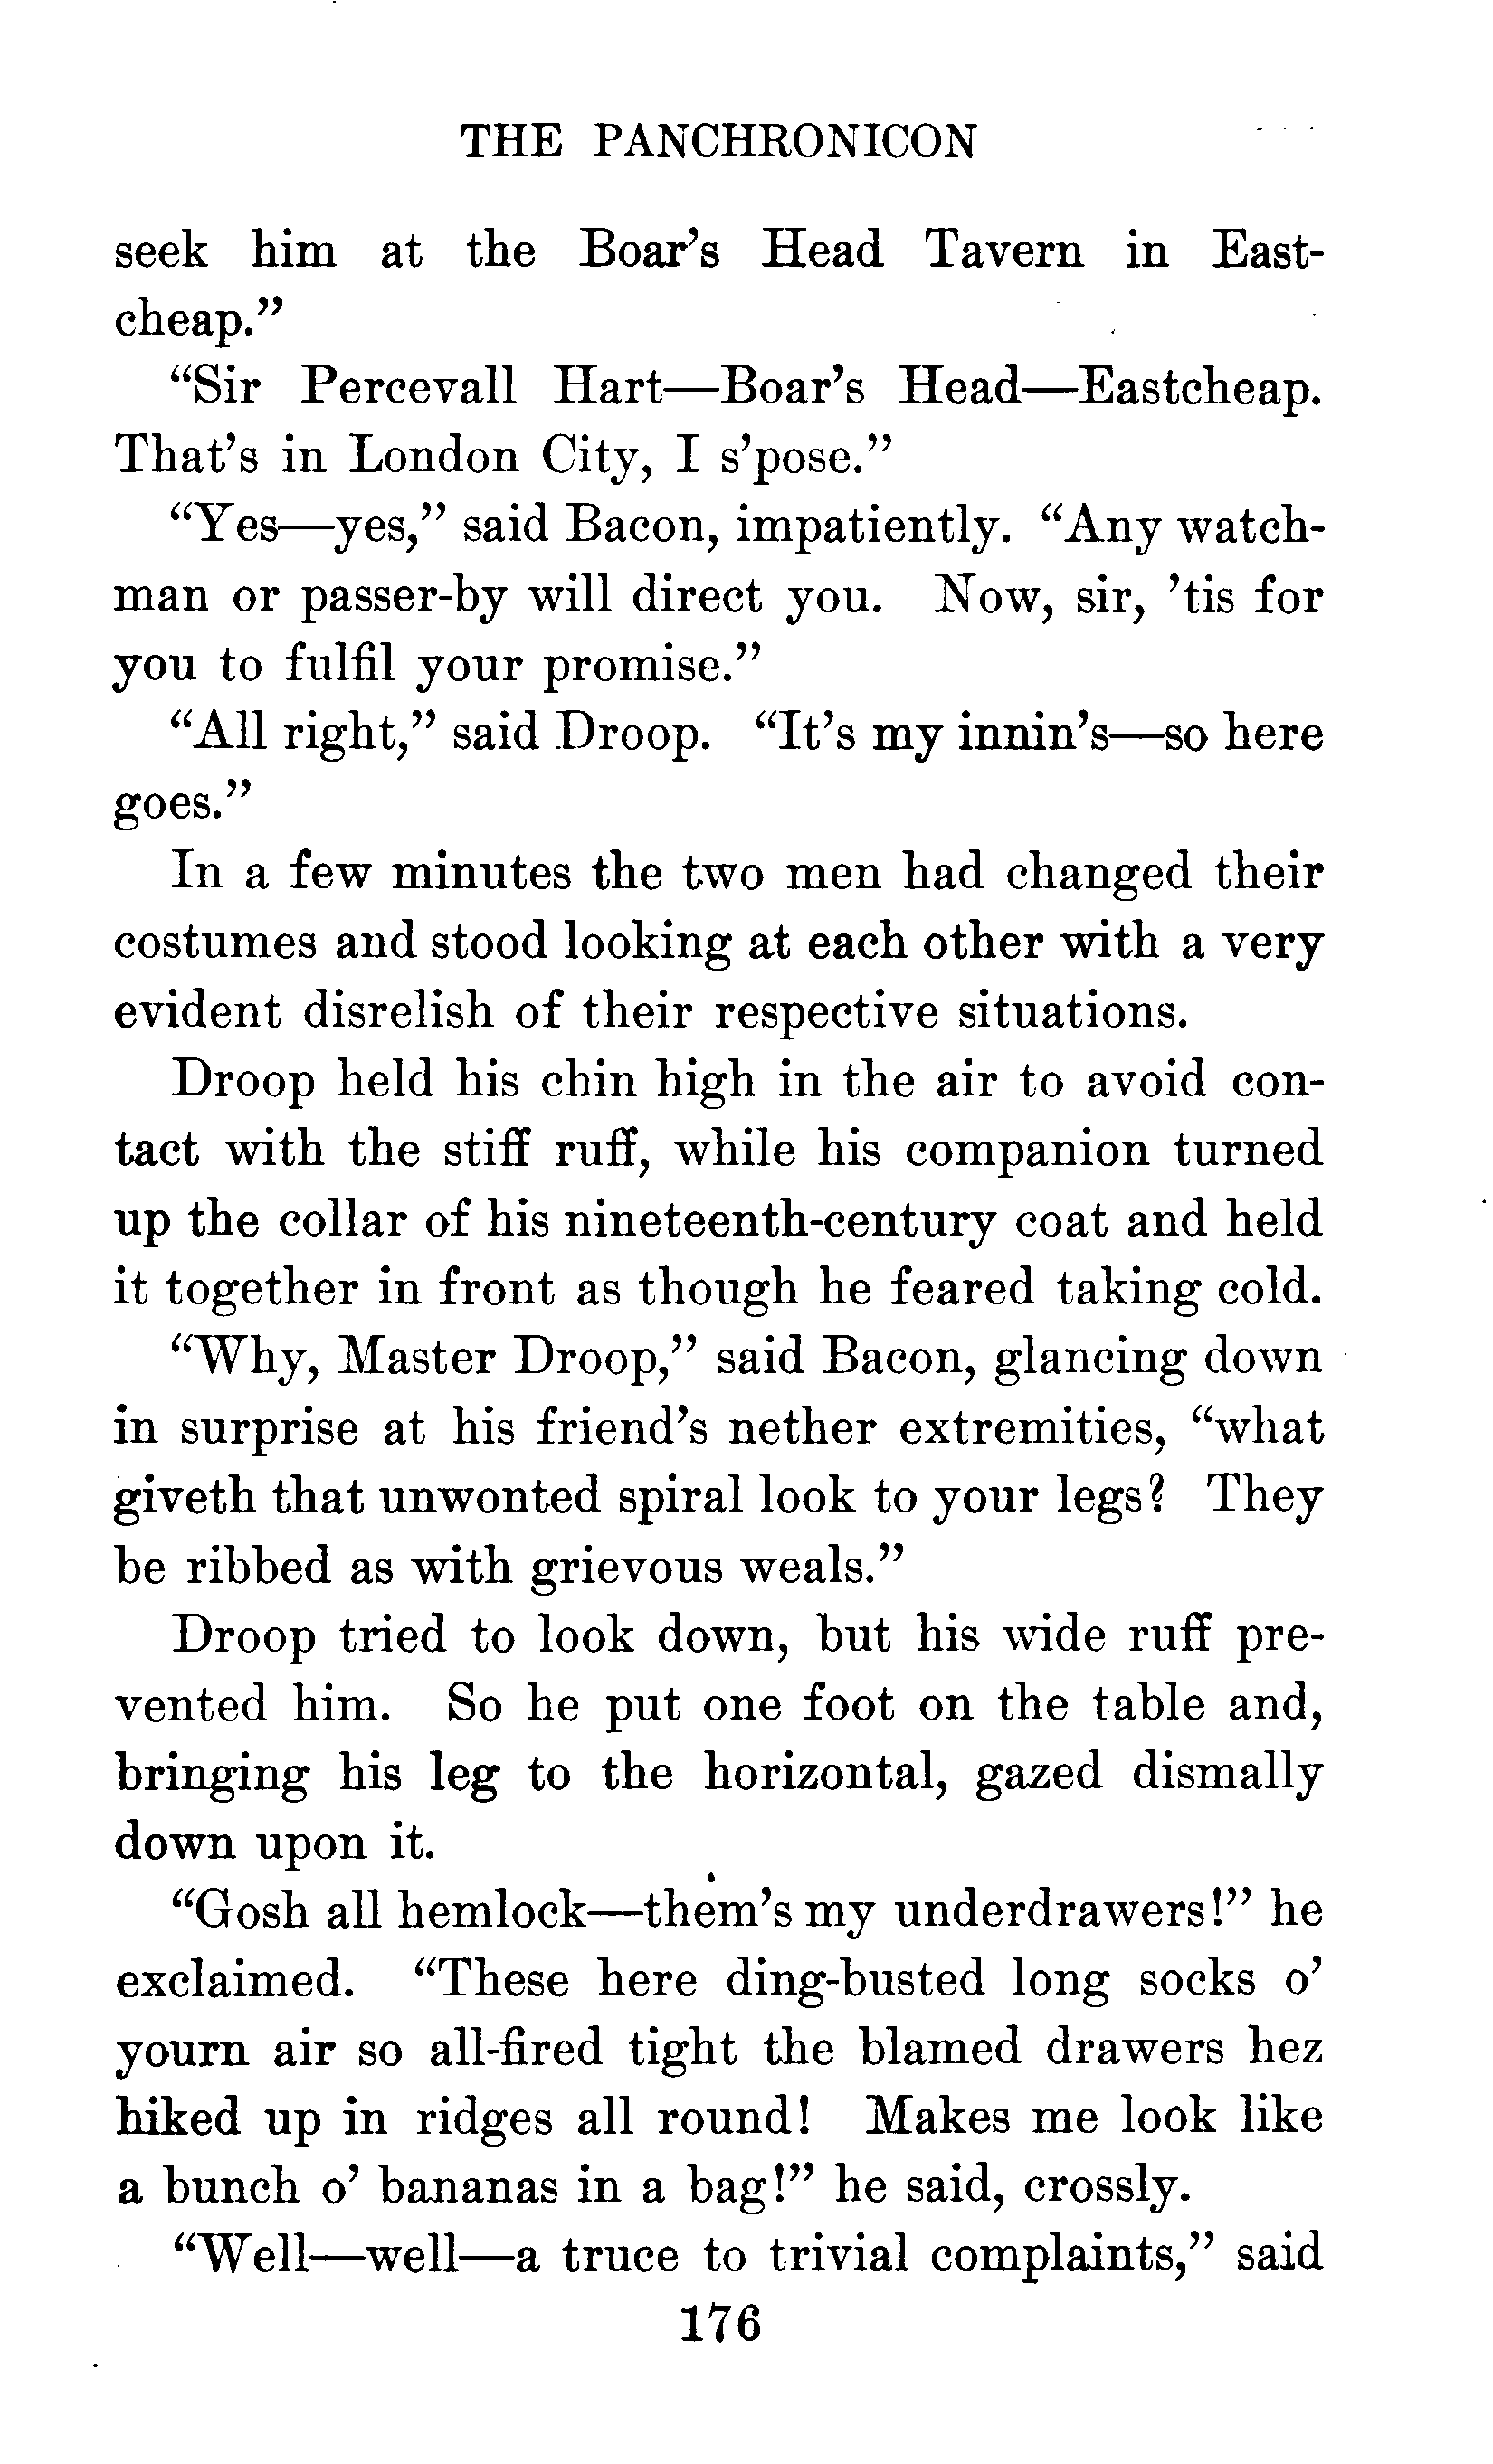 THE PANCHRONICON
seek him at the Boar's Head Tavern in East-
cheap."
"Sir Percevall Hart—Boar's Head—Eastcheap.
That's in London City, I s'pose."
"Yes—yes," said Bacon, impatiently. "Any watch-
man or passer-by will direct you. Now, sir, 'tis for
you to fulfil your promise."
"All right," said Droop. "It's my innin's—so here
goes."
In a few minutes the two men had changed their
costumes and stood looking at each other with a very
evident disrelish of their respective situations.
Droop held his chin high in the air to avoid con-
tact with the stiff ruff, while his companion turned
up the collar of his nineteenth-century coat and held
it together in front as though he feared taking cold.
"Why, Master Droop," said Bacon, glancing down
in surprise at his friend's nether extremities, "what
giveth that unwonted spiral look to your legs? They
be ribbed as with grievous weals."
Droop tried to look down, but his wide ruff pre-
vented him. So he put one foot on the table and,
bringing his leg to the horizontal, gazed dismally
down upon it.
"Gosh all hemlock—them's my underdrawers!" he
exclaimed. "These here ding-busted long socks o'
yourn air so all-fired tight the blamed drawers hez
hiked up in ridges all round! Makes me look like
a bunch o' bananas in a bag!" he said, crossly.
"Well—well—a truce to trivial complaints," said
176